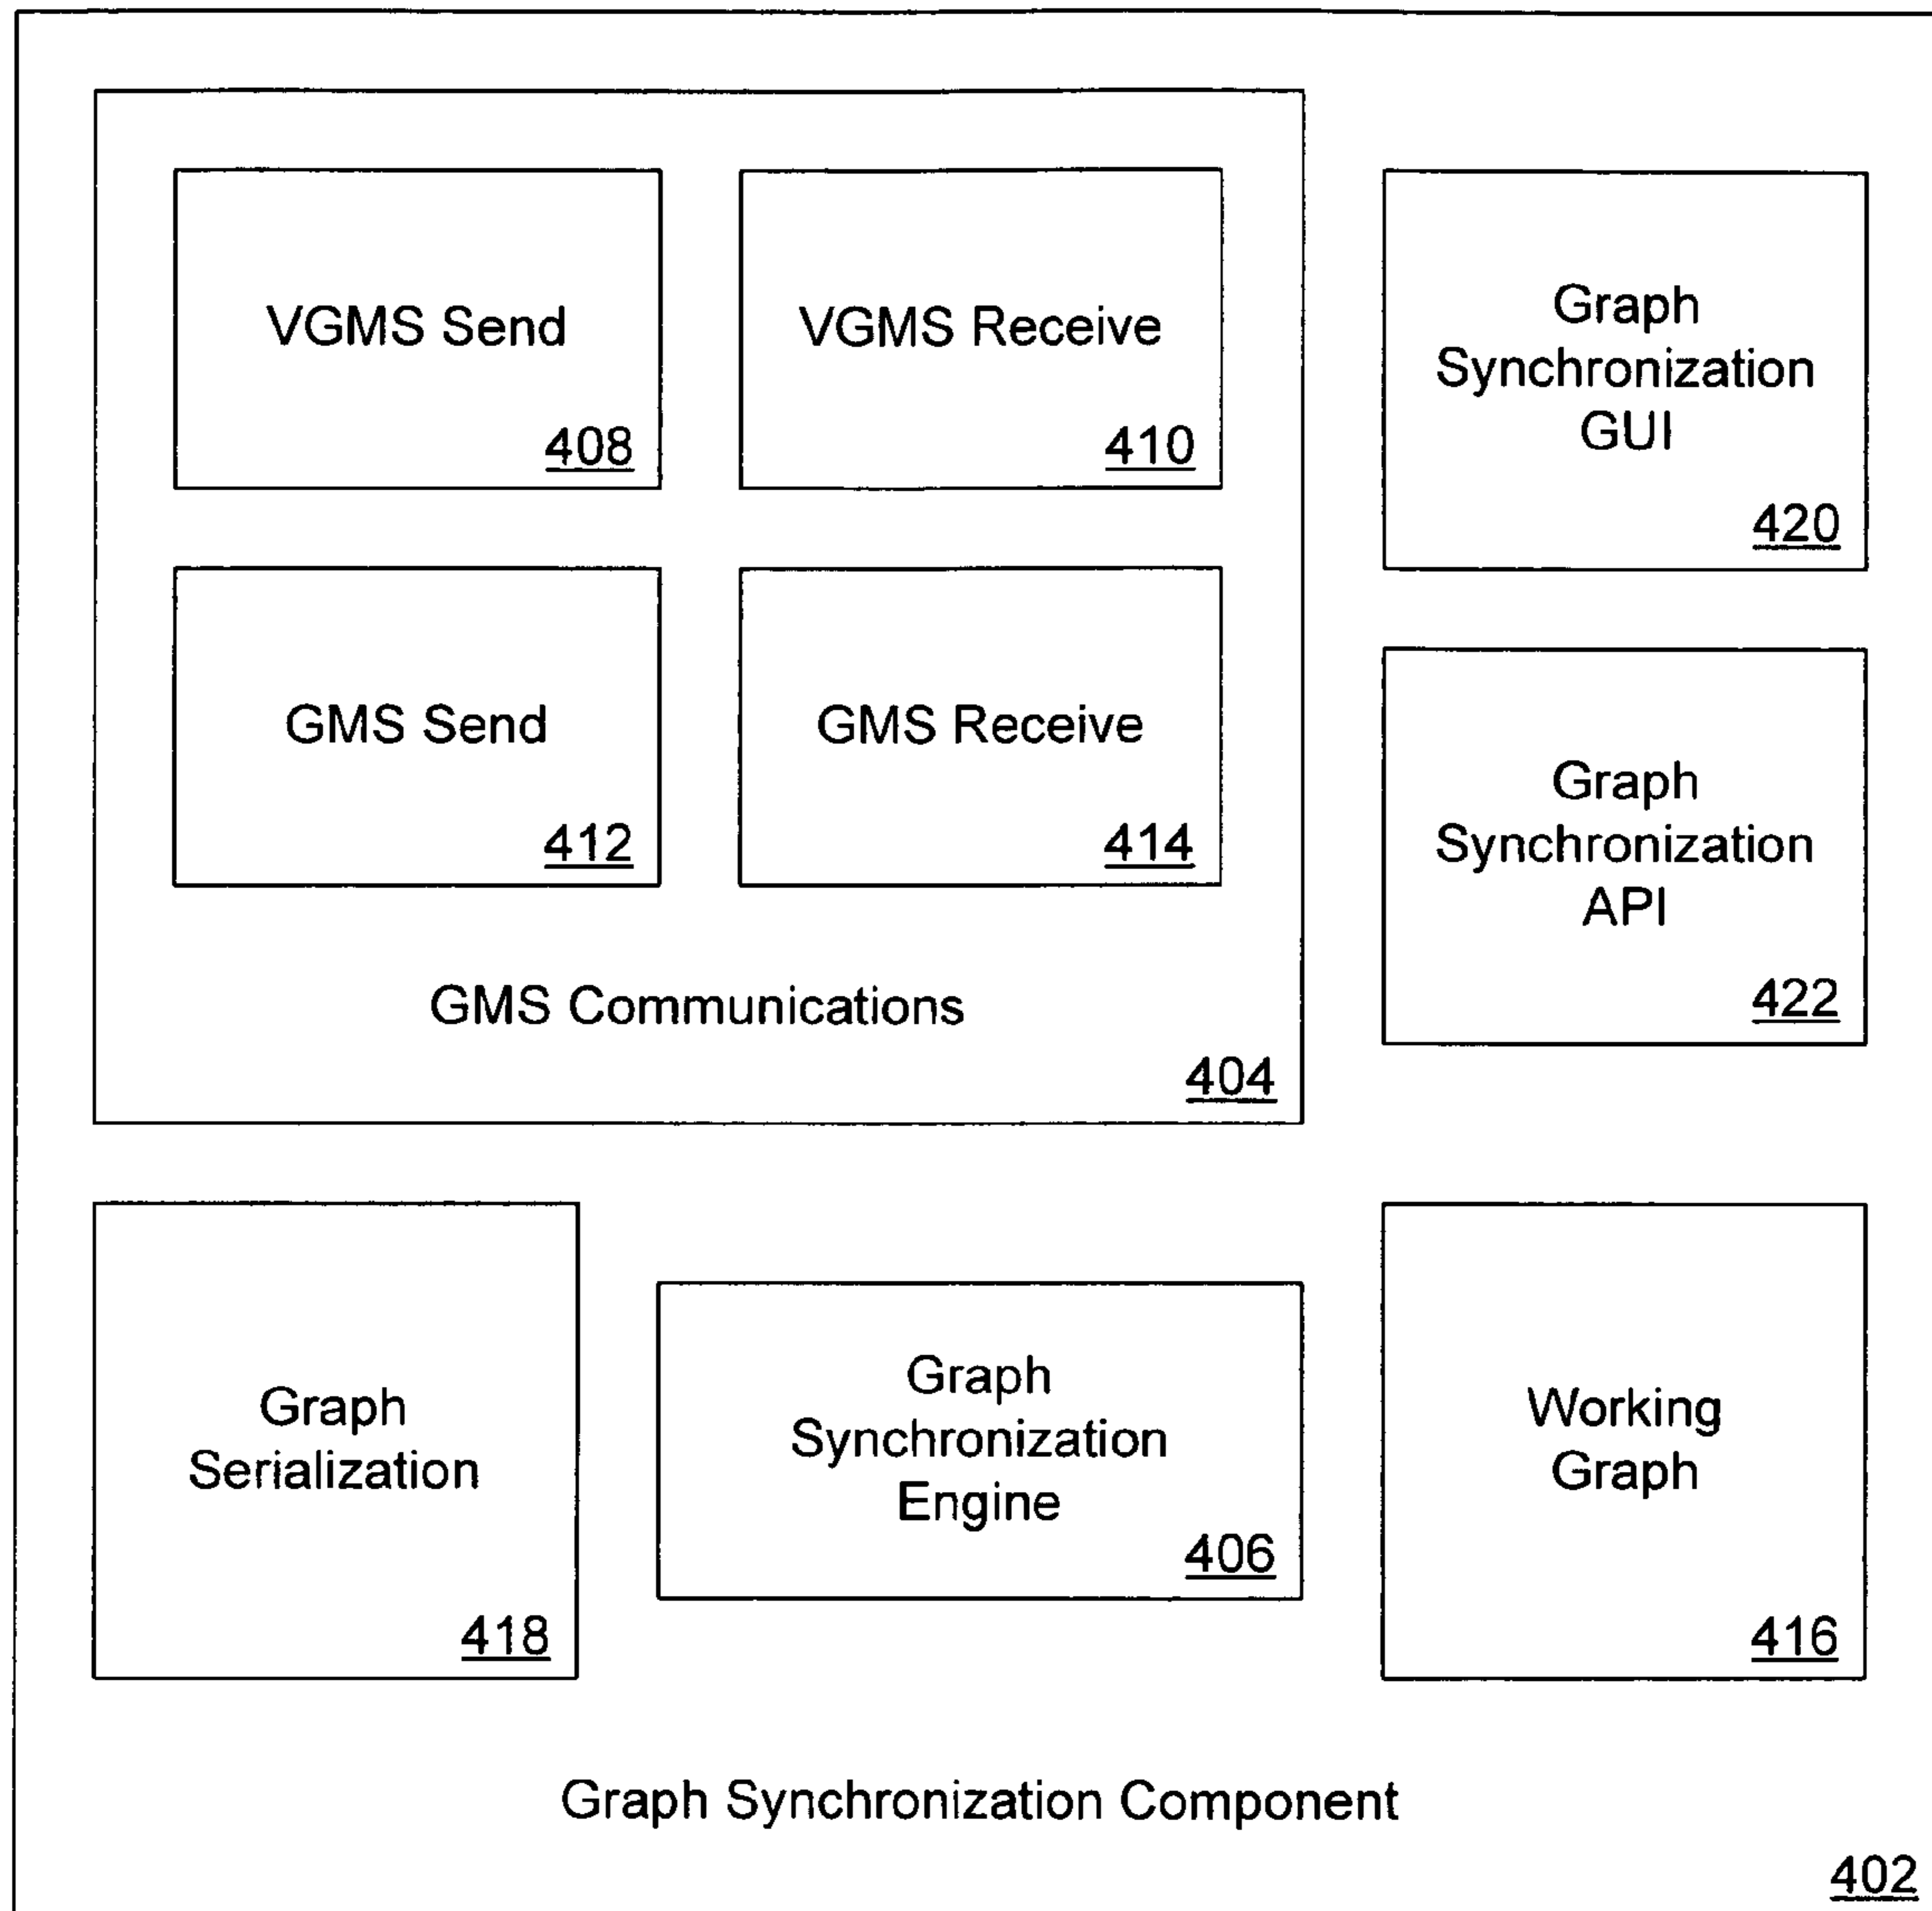 VGMS Send
408
VGMS Receive
410
Graph
Synchronization
GUI
420
GMS Send
412
GMS Receive
414
Graph
Synchronization
API
422
GMS Communications
404
Graph
Serialization
418
Graph
Synchronization
Engine
406
Working
Graph
416
Graph Synchronization Component
402